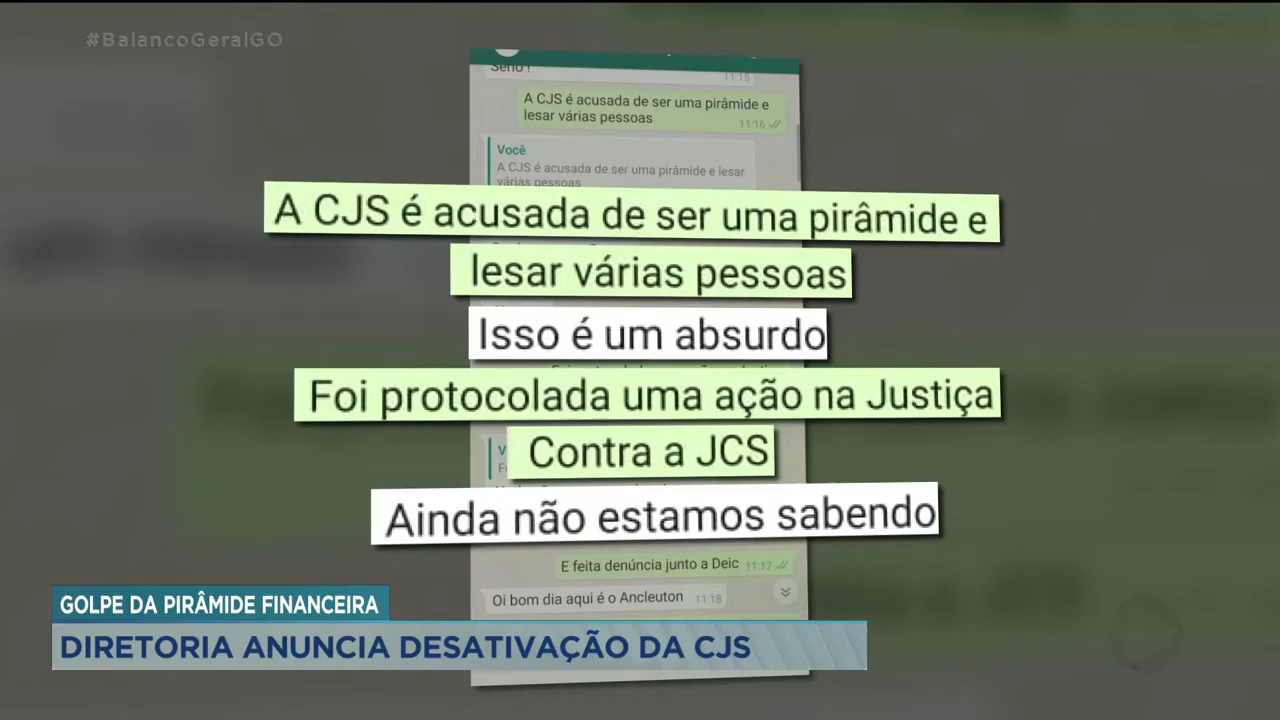 #BalancoGeralGO
Serio !
11:15
A CJS é acusada de ser uma pirâmide e
lesar várias pessoas
11:16
Você
A CJS é acusada de ser uma pirâmide e lesar
várias pessoas
A CJS é acusada de ser uma pirâmide e
lesar várias pessoas
Isso é um absurdo
Foi protocolada uma ação na Justiça
Contra a JCS
Ainda não estamos sabendo
E feita denúncia junto a Deic 11:17
Oi bom dia aqui é o Ancleuton 11:18
GOLPE DA PIRÂMIDE FINANCEIRA
DIRETORIA ANUNCIA DESATIVAÇÃO DA CJS